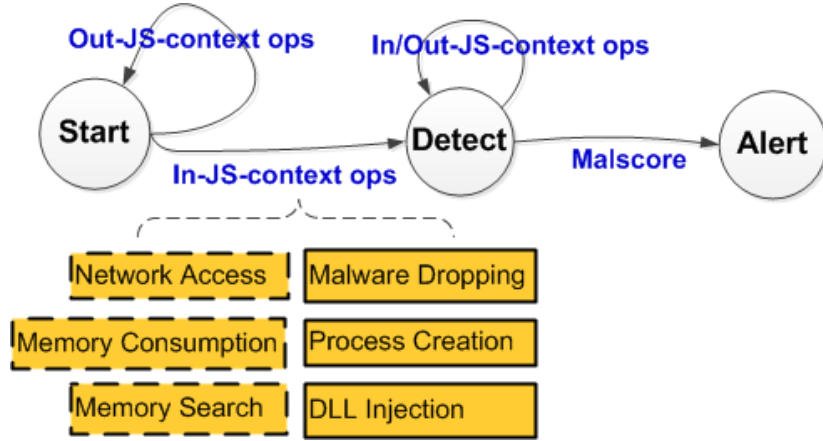 Out-JS-context ops
In/Out-JS-context ops
Start
Detect
Alert
Malscore
In-JS-context ops
Network Access
Malware Dropping
Memory Consumption
Process Creation
Memory Search
DLL Injection